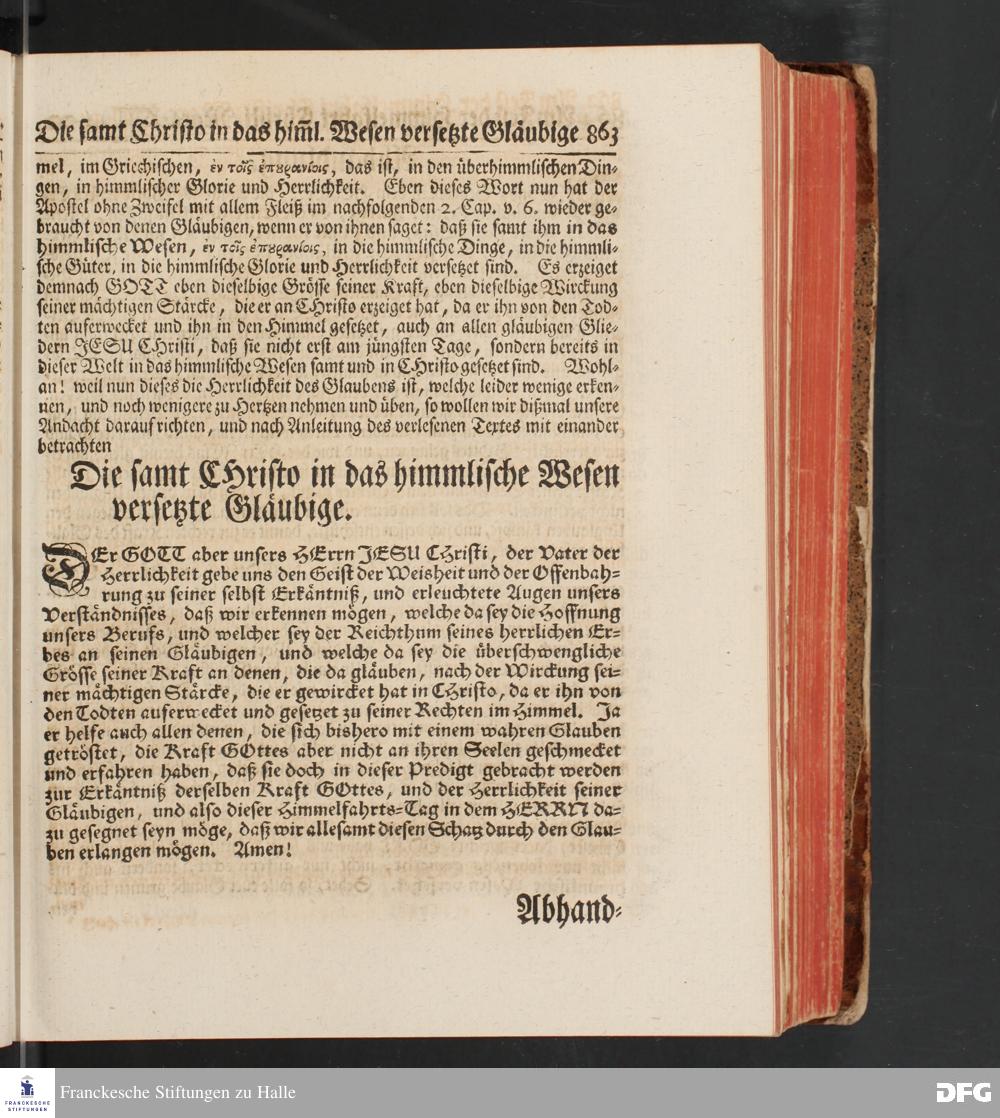 Die samt Christo in das himl. Wesen versetzte Gläubige 863
mel, im Griechischen, ἐν τοῖς ἐπȣρανίοις, das ist, in den überhimmlischen Din-
gen, in himmlischer Glorie und Herrlichkeit. Eben dieses Wort nun hat der
Apostel ohne Zweifel mit allem Fleiß im nachfolgenden 2. Cap. v. 6. wieder ge-
braucht von denen Gläubigen, wenn er von ihnen saget: daß sie samt ihm in das
himmlische Wesen, ἐν τοῖς ἐπȣρανίοις, in die himmlische Dinge, in die himmli-
sche Güter, in die himmlische Glorie und Herrlichkeit versetzet sind. Es erzeiget
demnach GOTT eben dieselbige Grösse seiner Kraft, eben dieselbige Wirckung
seiner mächtigen Stärcke, die er an CHristo erzeiget hat, da er ihn von den Tod-
ten auferwecket und ihn in den Himmel gesetzet, auch an allen gläubigen Glie-
dern JESU CHristi, daß sie nicht erst am jüngsten Tage, sondern bereits in
dieser Welt in das himmlische Wesen samt und in CHristo gesetzet sind. Wohl-
an! weil nun dieses die Herrlichkeit des Glaubens ist, welche leider wenige erken-
nen, und noch wenigere zu Hertzen nehmen und üben, so wollen wir dißmal unsere
Andacht darauf richten, und nach Anleitung des verlesenen Textes mit einander
betrachten
Die samt CHristo in das himmlische Wesen
versetzte Gläubige.
DEr GOTT aber unsers HErrn JESU CHristi, der Vater der
Herrlichkeit gebe uns den Geist der Weisheit und der Offenbah-
rung zu seiner selbst Erkäntniß, und erleuchtete Augen unsers
Verständnisses, daß wir erkennen mögen, welche da sey die Hoffnung
unsers Berufs, und welcher sey der Reichthum seines herrlichen Er-
bes an seinen Gläubigen, und welche da sey die überschwengliche
Grösse seiner Kraft an denen, die da gläuben, nach der Wirckung sei-
ner mächtigen Stärcke, die er gewircket hat in CHristo, da er ihn von
den Todten auferwecket und gesetzet zu seiner Rechten im Himmel. Ja
er helfe auch allen denen, die sich bishero mit einem wahren Glauben
getröstet, die Kraft GOttes aber nicht an ihren Seelen geschmecket
und erfahren haben, daß sie doch in dieser Predigt gebracht werden
zur Erkäntniß derselben Kraft GOttes, und der Herrlichkeit seiner
Gläubigen, und also dieser Himmelfahrts-Tag in dem HERRN da-
zu gesegnet seyn möge, daß wir allesamt diesen Schatz durch den Glau-
ben erlangen mögen. Amen!
Abhand-
FRANCKESCHE
STIFTUNGEN
Franckesche Stiftungen zu Halle
DFG